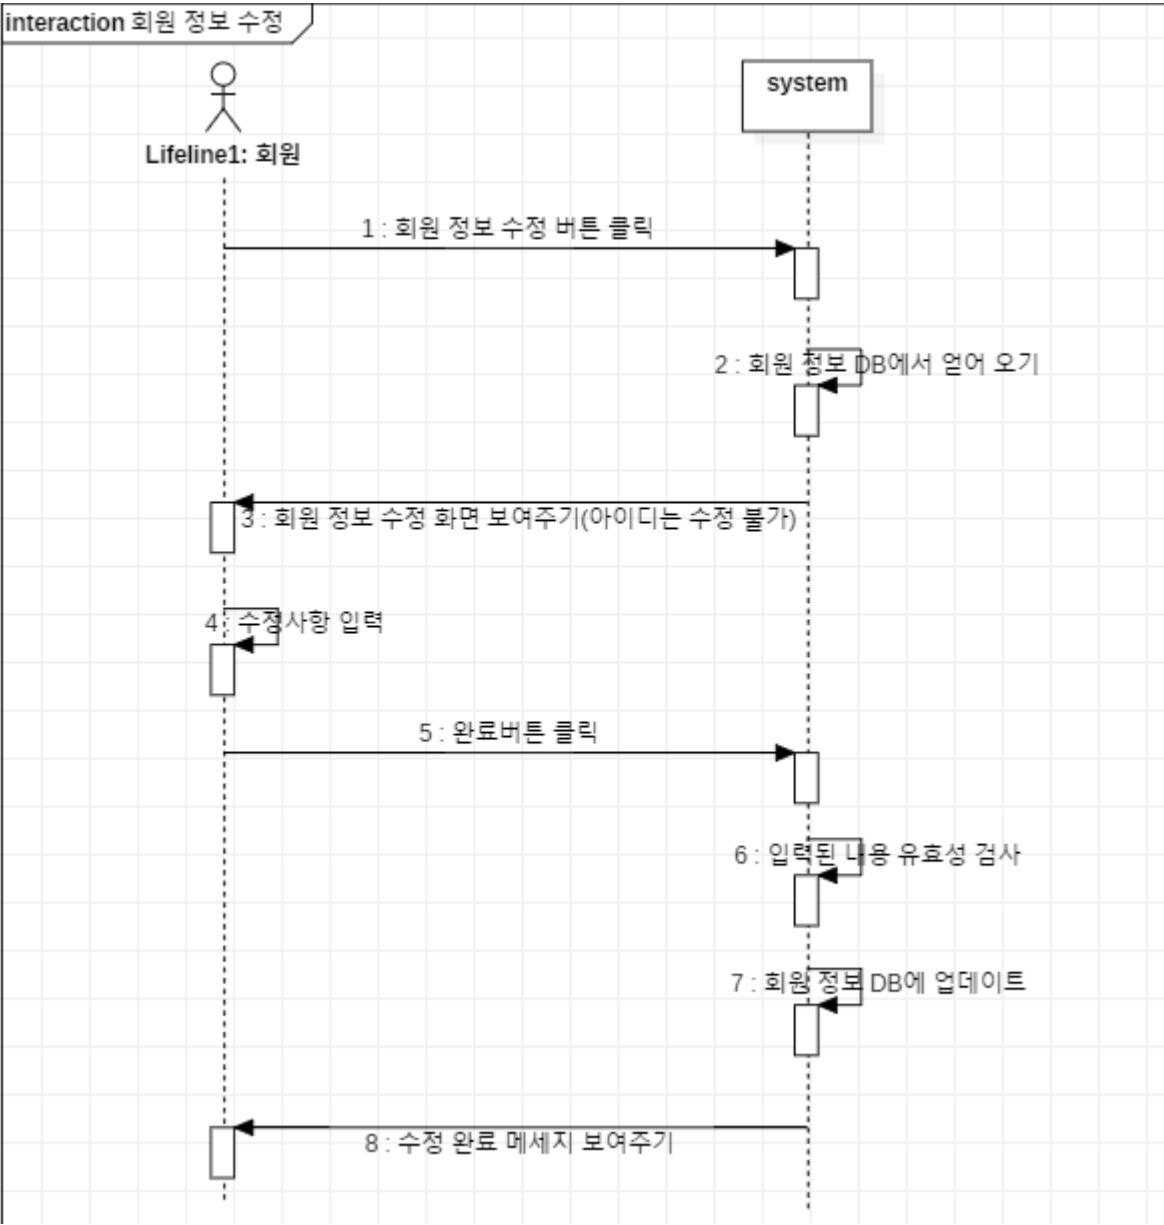 interaction 회원 정보 수정
system
Lifeline1: 회원
1 : 회원 정보 수정 버튼 클릭
2 : 회원 정보 DB에서 얻어 오기
3 : 회원 정보 수정 화면 보여주기(아이디는 수정 불가)
4 : 수정사항 입력
5 : 완료버튼 클릭
6 : 입력된 내용 유효성 검사
7 : 회원 정보 DB에 업데이트
8 : 수정 완료 메세지 보여주기